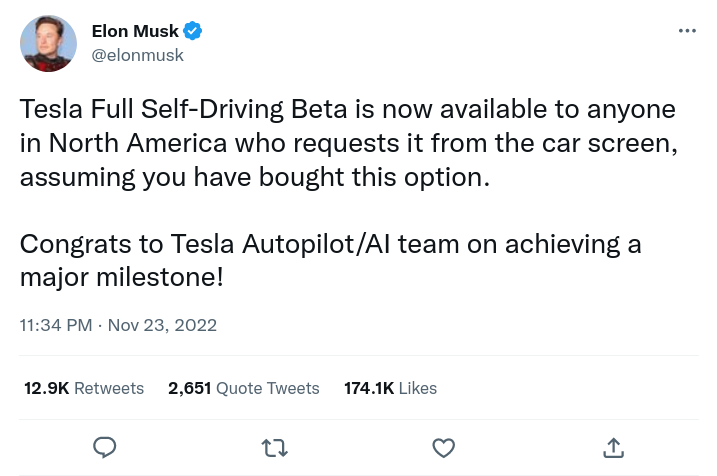 Elon Musk
@elonmusk
Tesla Full Self-Driving Beta is now available to anyone
in North America who requests it from the car screen,
assuming you have bought this option.
Congrats to Tesla Autopilot/AI team on achieving a
major milestone!
11:34 PM · Nov 23, 2022
12.9K Retweets 2,651 Quote Tweets 174.1K Likes